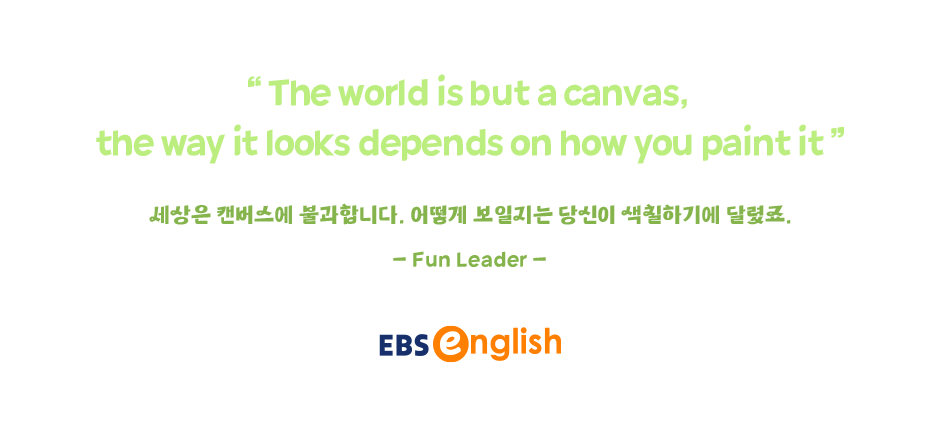 “ The world is but a canvas,
the way it looks depends on how you paint it ”
세상은 캔버스에 불과합니다. 어떻게 보일지는 당신이 색칠하기에 달렸죠.
– Fun Leader –
EBS english